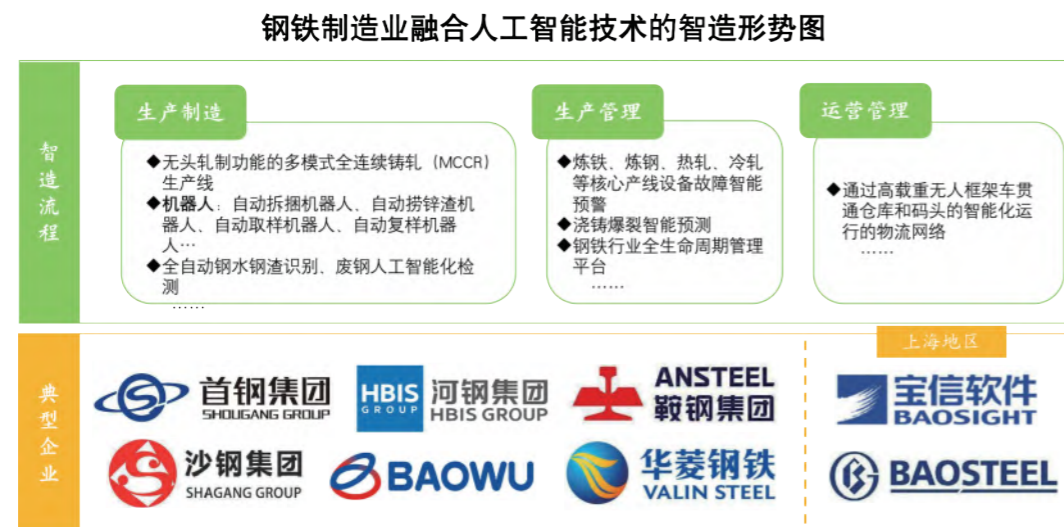 钢铁制造业融合人工智能技术的智造形势图
智造流程
生产制造
◆无头轧制功能的多模式全连续铸轧（MCCR）
生产线
◆机器人：自动拆捆机器人、自动捞锌渣机
器人、自动取样机器人、自动复样机器
人…
◆全自动钢水钢渣识别、废钢人工智能化检
测
……
生产管理
◆炼铁、炼钢、热轧、冷轧
等核心产线设备故障智能
预警
◆浇铸爆裂智能预测
◆钢铁行业全生命周期管理
平台
……
运营管理
◆通过高载重无人框架车贯
通仓库和码头的智能化运
行的物流网络
……
典型企业
首钢集团
SHOUGANG GROUP
HBIS
GROUP
河钢集团
HBIS GROUP
ANSTEEL
鞍钢集团
沙钢集团
SHAGANG GROUP
BAOWU
华菱钢铁
VALIN STEEL
上海地区
宝信软件
BAOSIGHT
BAOSTEEL